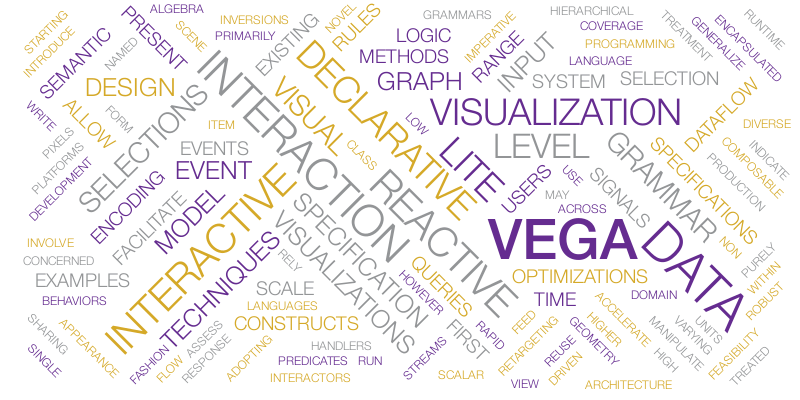 STARTING
INTRODUCE
SEMANTIC
NAMED
PRESENT
ALGEBRA
SCENE
INVERSIONS
PRIMARILY
EXISTING
NOVEL
RULES
GRAMMARS
LOGIC
METHODS
GRAPH
IMPERATIVE
RANGE
INPUT
HIERARCHICAL
COVERAGE
PROGRAMMING
LANGUAGE
SYSTEM
SELECTION
TREATMENT
GENERALIZE
ENCAPSULATED
RUNTIME
DESIGN
WRITE
ALLOW
FORM
PIXELS
PLATFORMS
DEVELOPMENT
SELECTIONS
ITEM
EVENTS
EVENT
ENCODING
FACILITATE
MODEL
INTERACTION
VISUAL
DECLARATIVE
CLASS
LOW
VISUALIZATION
LEVEL
LITE
USERS
USE
MAY
ACROSS
SIGNALS
GRAMMAR
SPECIFICATIONS
DATAFLOW
DIVERSE
COMPOSABLE
INDICATE
PRODUCTION
NON
VEGA
DATA
PURELY
WITHIN
ROBUST
INVOLVE
CONCERNED
EXAMPLES
BEHAVIORS
INTERACTIVE
TECHNIQUES
REACTIVE
SPECIFICATION
VISUALIZATIONS
RELY
SCALE
LANGUAGES
CONSTRUCTS
HANDLERS
PREDICATES
RUN
INTERACTORS
QUERIES
HOWEVER
FIRST
RAPID
STREAMS
SCALAR
OPTIMIZATIONS
TIME
DOMAIN
FEED
RETARGETING
REUSE
DRIVEN
GEOMETRY
HIGHER
ACCELERATE
MANIPULATE
HIGH
VARYING
UNITS
FEASIBILITY
TREATED
VIEW
ARCHITECTURE
SHARING
SINGLE
APPEARANCE
FASHION
FLOW
ASSESS
RESPONSE
ADOPTING